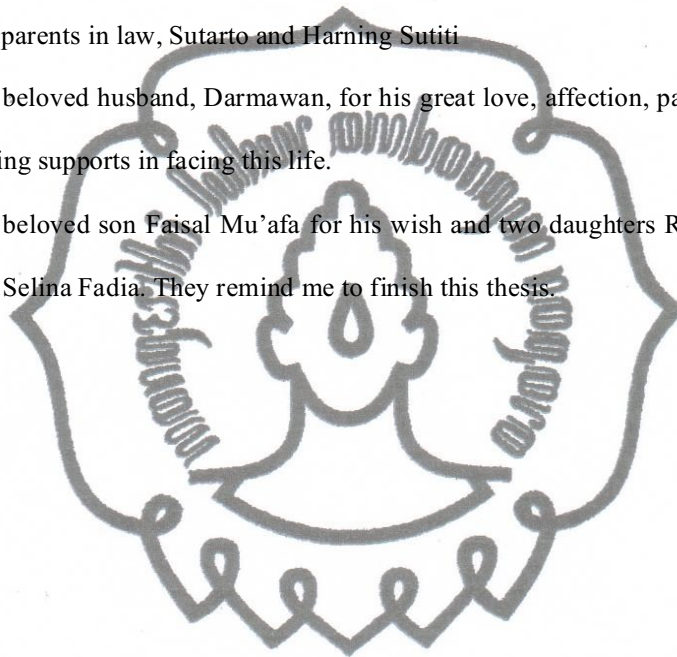 parents in law, Sutarto and Harning Sutiti
beloved husband, Darmawan, for his great love, affection, pa
ing supports in facing this life.
beloved son Faisal Mu’afa for his wish and two daughters R
Selina Fadia. They remind me to finish this thesis.